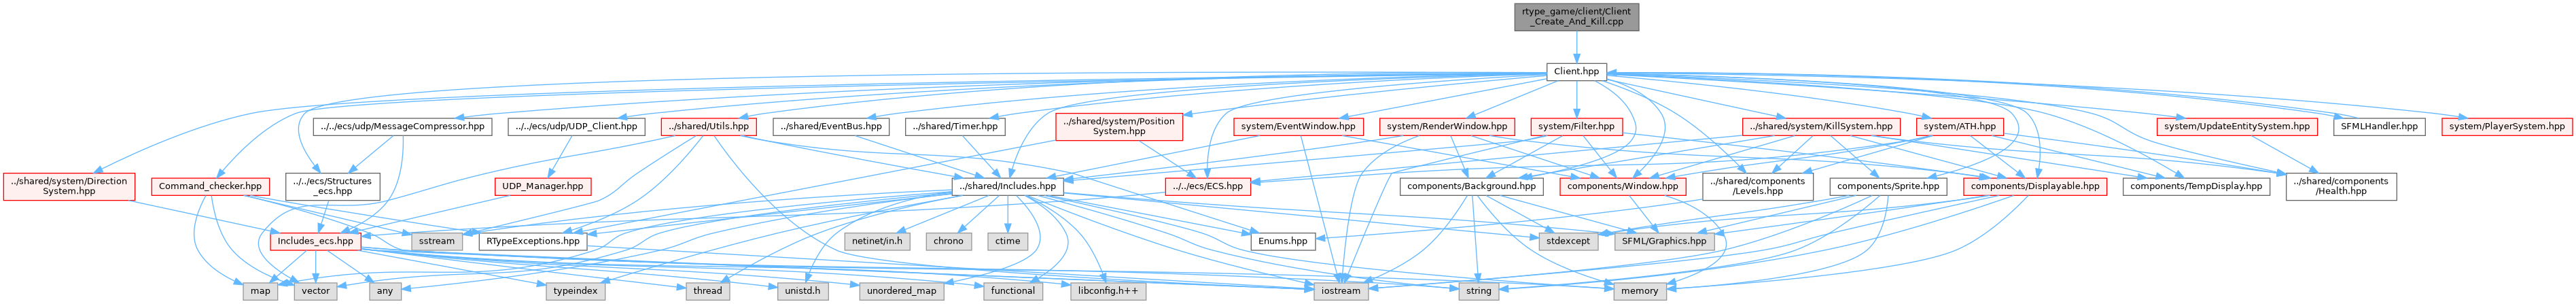 rtype_game/client/Client
_Create_And_Kill.cpp
Client.hpp
../../ecs/udp/MessageCompressor.hpp
../../ecs/udp/UDP_Client.hpp
../shared/Utils.hpp
../shared/EventBus.hpp
../shared/Timer.hpp
../shared/system/Position
System.hpp
system/EventWindow.hpp
system/RenderWindow.hpp
system/Filter.hpp
../shared/system/KillSystem.hpp
system/ATH.hpp
system/UpdateEntitySystem.hpp
SFMLHandler.hpp
system/PlayerSystem.hpp
../shared/system/Direction
System.hpp
Command_checker.hpp
../../ecs/Structures
_ecs.hpp
UDP_Manager.hpp
../shared/Includes.hpp
../../ecs/ECS.hpp
components/Background.hpp
components/Window.hpp
../shared/components
/Levels.hpp
components/Sprite.hpp
components/Displayable.hpp
components/TempDisplay.hpp
../shared/components
/Health.hpp
Includes_ecs.hpp
sstream
RTypeExceptions.hpp
netinet/in.h
chrono
ctime
Enums.hpp
stdexcept
SFML/Graphics.hpp
map
vector
any
typeindex
thread
unistd.h
unordered_map
functional
libconfig.h++
iostream
string
memory